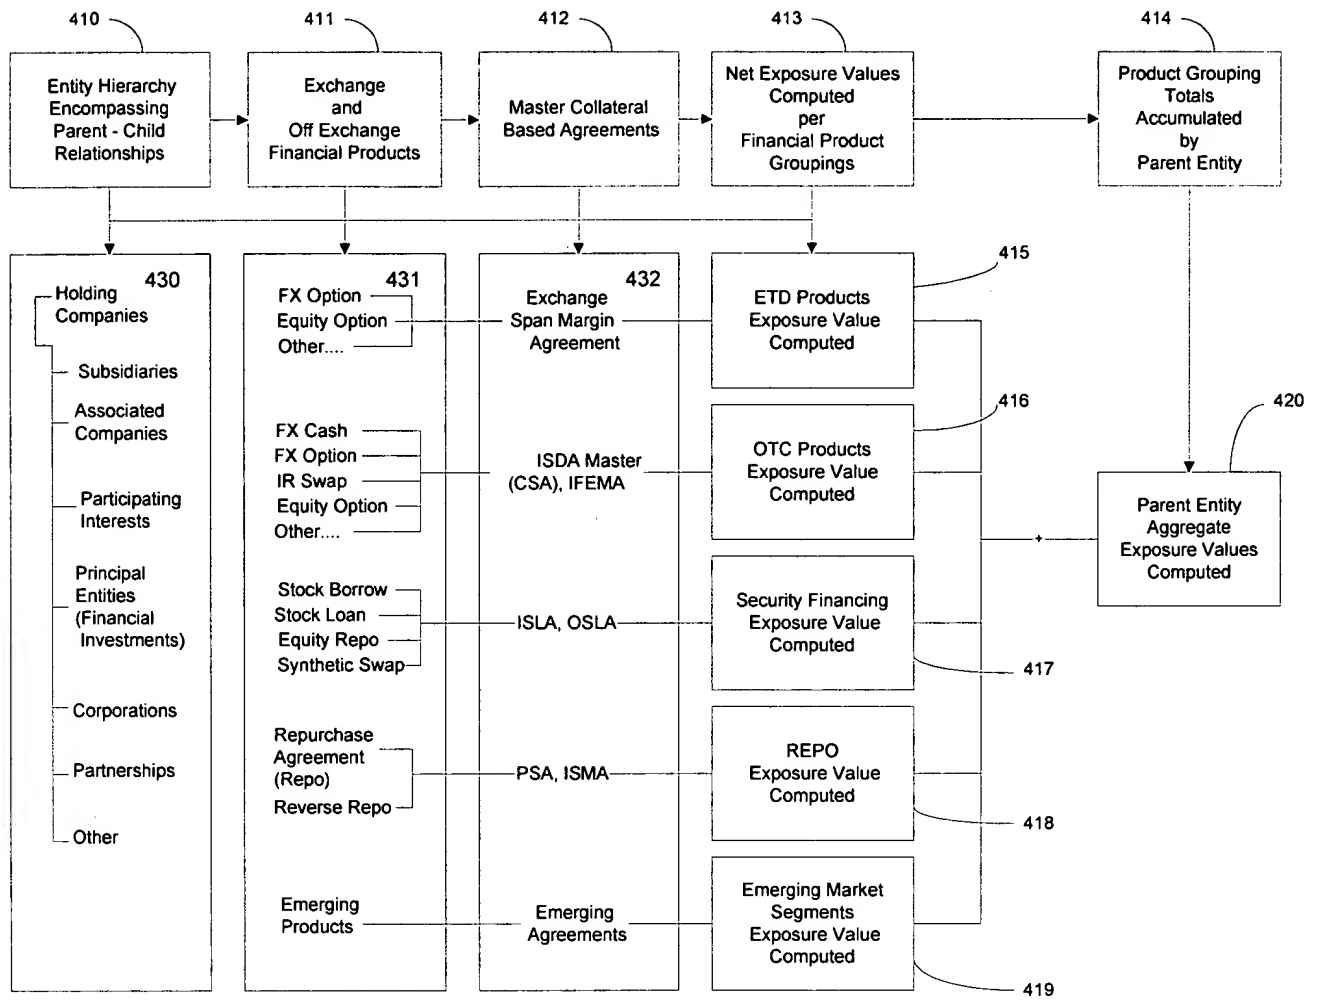 410
411
412
413
414
Entity Hierarchy
Encompassing
Parent - Child
Relationships
Exchange
and
Off Exchange
Financial Products
Master Collateral
Based Agreements
Net Exposure Values
Computed
per
Financial Product
Groupings
Product Grouping
Totals
Accumulated
by
Parent Entity
430
Holding
Companies
Subsidiaries
Associated
Companies
Participating
Interests
Principal
Entities
(Financial
Investments)
Corporations
Partnerships
Other
431
FX Option
Equity Option
Other....
FX Cash
FX Option
IR Swap
Equity Option
Other....
Stock Borrow
Stock Loan
Equity Repo
Synthetic Swap
Repurchase
Agreement
(Repo)
Reverse Repo
Emerging
Products
432
Exchange
Span Margin
Agreement
ISDA Master
(CSA), IFEMA
ISLA, OSLA
PSA, ISMA
Emerging
Agreements
415
ETD Products
Exposure Value
Computed
416
OTC Products
Exposure Value
Computed
Security Financing
Exposure Value
Computed
417
REPO
Exposure Value
Computed
418
Emerging Market
Segments
Exposure Value
Computed
419
+
420
Parent Entity
Aggregate
Exposure Values
Computed